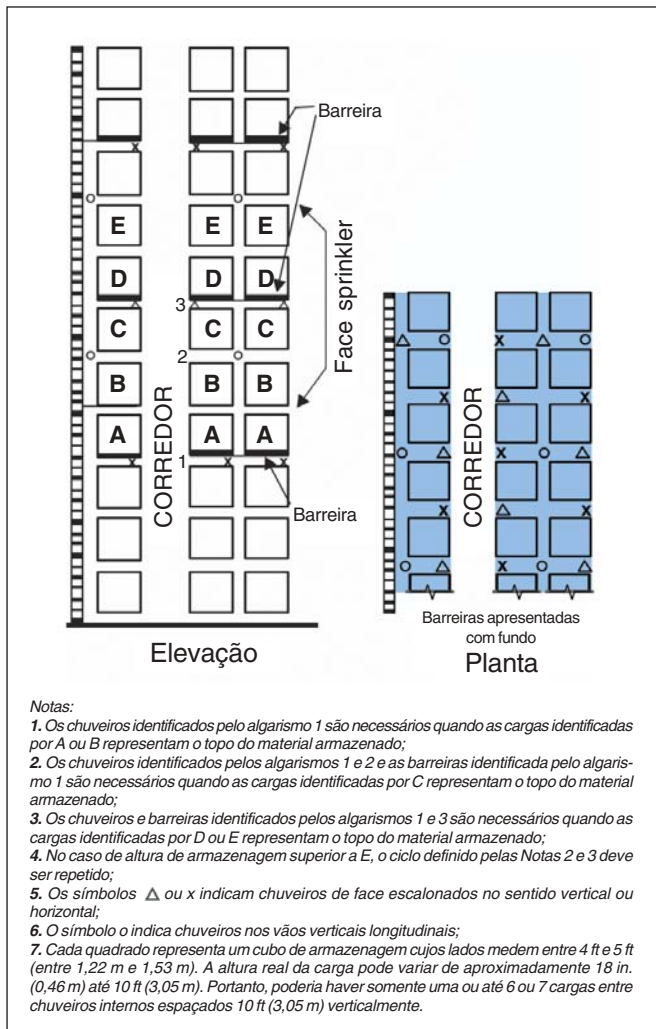 Barreira
E E E
D D D
3
C C C
2
B B B
A A A
1
CORREDOR
Face sprinkler
Barreira
Elevação
CORREDOR
Barreiras apresentadas
com fundo
Planta
Notas:
1. Os chuveiros identificados pelo algarismo 1 são necessários quando as cargas identificadas
por A ou B representam o topo do material armazenado;
2. Os chuveiros identificados pelos algarismos 1 e 2 e as barreiras identificada pelo algaris-
mo 1 são necessários quando as cargas identificadas por C representam o topo do material
armazenado;
3. Os chuveiros e barreiras identificados pelos algarismos 1 e 3 são necessários quando as
cargas identificadas por D ou E representam o topo do material armazenado;
4. No caso de altura de armazenagem superior a E, o ciclo definido pelas Notas 2 e 3 deve
ser repetido;
5. Os símbolos △ ou x indicam chuveiros de face escalonados no sentido vertical ou
horizontal;
6. O símbolo o indica chuveiros nos vãos verticais longitudinais;
7. Cada quadrado representa um cubo de armazenagem cujos lados medem entre 4 ft e 5 ft
(entre 1,22 m e 1,53 m). A altura real da carga pode variar de aproximadamente 18 in.
(0,46 m) até 10 ft (3,05 m). Portanto, poderia haver somente uma ou até 6 ou 7 cargas entre
chuveiros internos espaçados 10 ft (3,05 m) verticalmente.